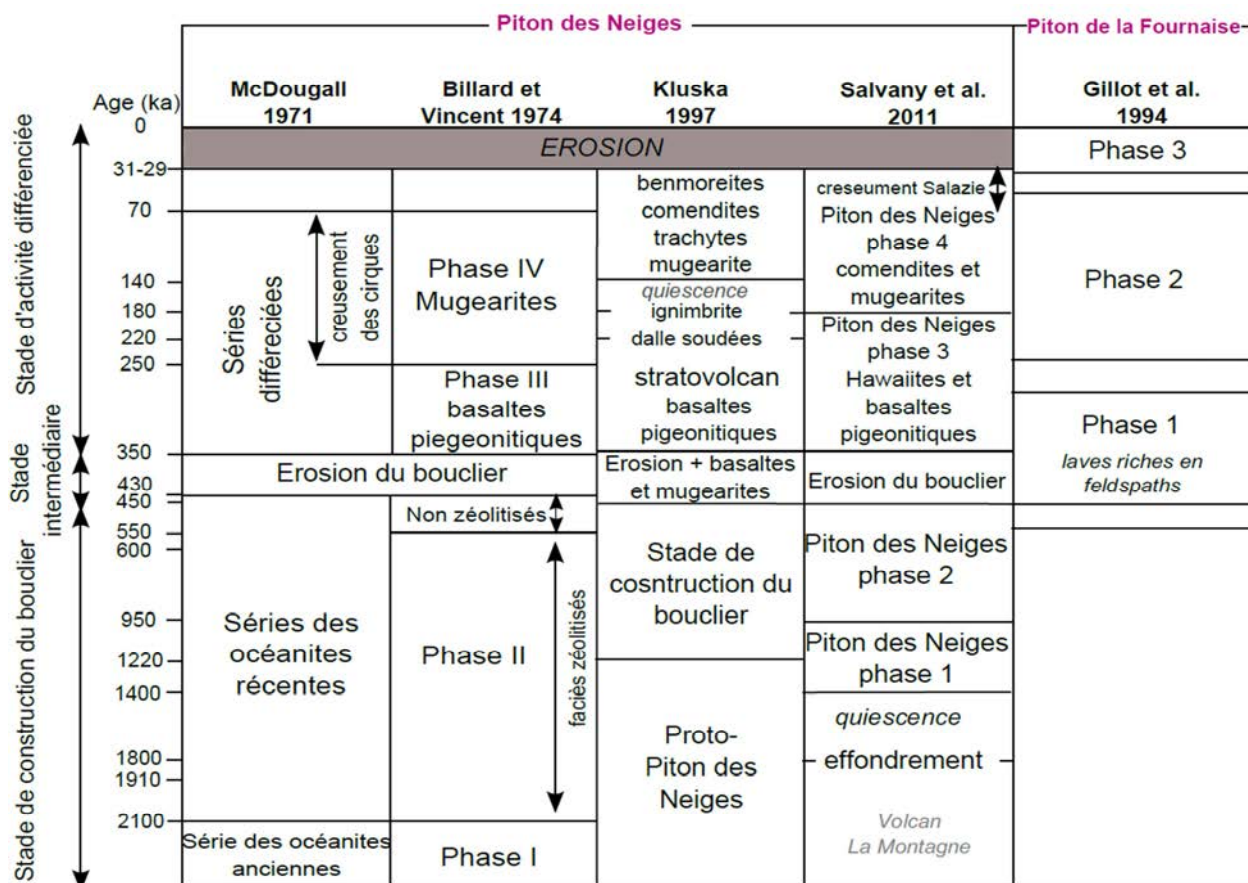 Piton des Neiges
Piton de la Fournaise
Age (ka)
McDougall
1971
Billard et
Vincent 1974
Kluska
1997
Salvany et al.
2011
Gillot et al.
1994
Stade d'activité différenciée
Stade
intermédiaire
Stade de construction du bouclier
0
31-29
70
140
180
220
250
350
430
450
550
600
950
1220
1400
1800
1910
2100
EROSION
Séries
différeciées
creusement
des cirques
Erosion du bouclier
Séries des
océanites
récentes
Série des océanites
anciennes
Phase IV
Mugearites
Phase III
basaltes
piegeonitiques
Non zéolitisés
Phase II
faciès zéolitisés
Phase I
benmoreites
comendites
trachytes
mugearite
quiescence
ignimbrite
dalle soudées
stratovolcan
basaltes
pigeonitiques
Erosion + basaltes
et mugearites
Stade de
cosntruction du
bouclier
Proto-
Piton des
Neiges
creseument Salazie
Piton des Neiges
phase 4
comendites et
mugearites
Piton des Neiges
phase 3
Hawaiites et
basaltes
pigeonitiques
Erosion du bouclier
Piton des Neiges
phase 2
Piton des Neiges
phase 1
quiescence
effondrement
Volcan
La Montagne
Phase 3
Phase 2
Phase 1
laves riches en
feldspaths